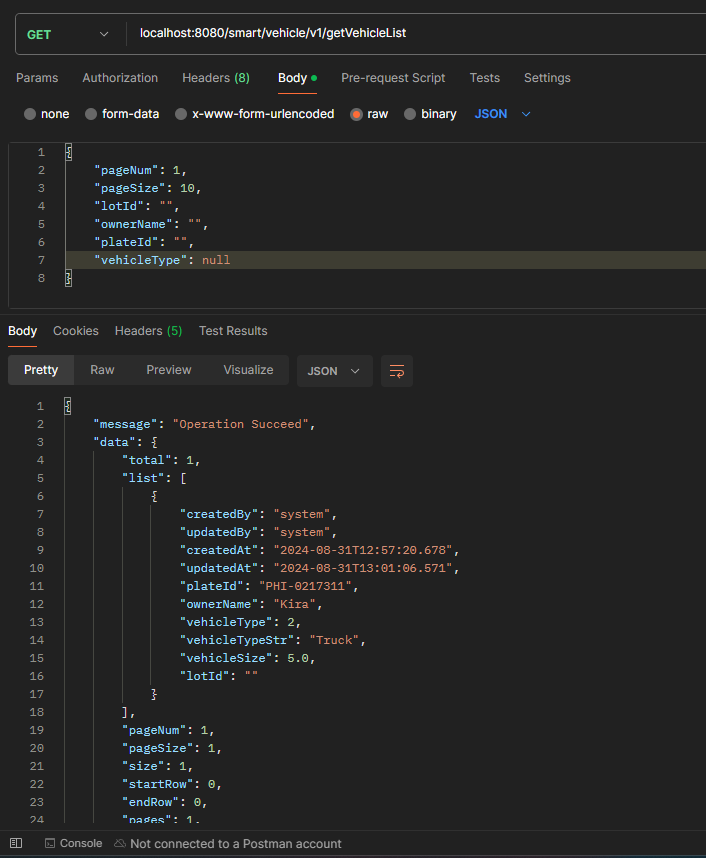 GET localhost:8080/smart/vehicle/v1/getVehicleList
Params Authorization Headers (8) Body Pre-request Script Tests Settings
none form-data x-www-form-urlencoded raw binary JSON
1 {
2 "pageNum": 1,
3 "pageSize": 10,
4 "lotId": "",
5 "ownerName": "",
6 "plateId": "",
7 "vehicleType": null
8 }
Body Cookies Headers (5) Test Results
Pretty Raw Preview Visualize JSON
1 {
2 "message": "Operation Succeed",
3 "data": {
4 "total": 1,
5 "list": [
6 {
7 "createdBy": "system",
8 "updatedBy": "system",
9 "createdAt": "2024-08-31T12:57:20.678",
10 "updatedAt": "2024-08-31T13:01:06.571",
11 "plateId": "PHI-0217311",
12 "ownerName": "Kira",
13 "vehicleType": 2,
14 "vehicleTypeStr": "Truck",
15 "vehicleSize": 5.0,
16 "lotId": ""
17 }
18 ],
19 "pageNum": 1,
20 "pageSize": 1,
21 "size": 1,
22 "startRow": 0,
23 "endRow": 0,
24 "pages": 1,
Console Not connected to a Postman account